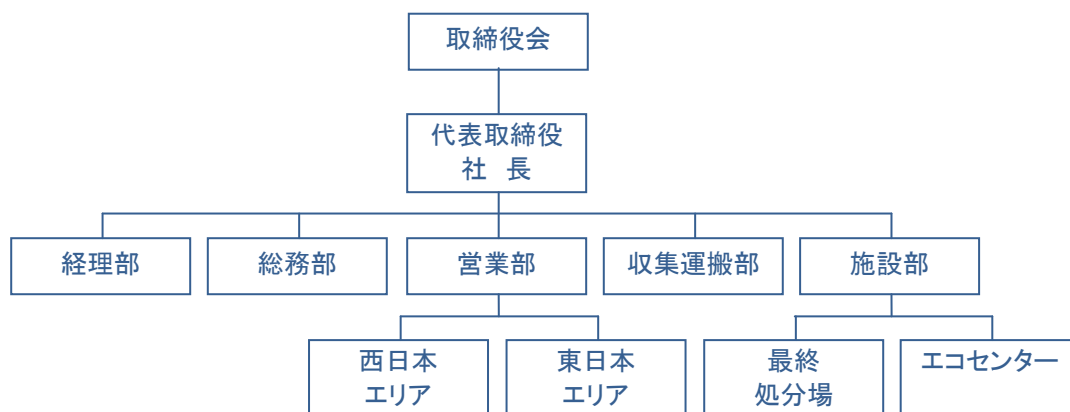 取締役会
代表取締役
社 長
経理部
総務部
営業部
収集運搬部
施設部
西日本
エリア
東日本
エリア
最終
処分場
エコセンター